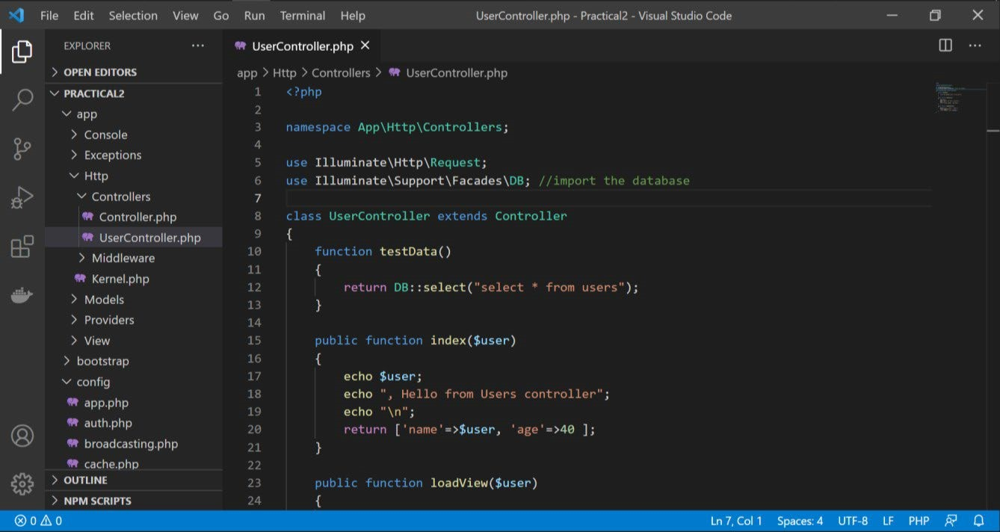 File Edit Selection View Go Run Terminal Help UserController.php - Practical2 - Visual Studio Code
EXPLORER
OPEN EDITORS
PRACTICAL2
app
Console
Exceptions
Http
Controllers
Controller.php
UserController.php
Middleware
Kernel.php
Models
Providers
View
bootstrap
config
app.php
auth.php
broadcasting.php
cache.php
OUTLINE
NPM SCRIPTS
UserController.php
app > Http > Controllers > UserController.php
1 <?php
2
3 namespace App\Http\Controllers;
4
5 use Illuminate\Http\Request;
6 use Illuminate\Support\Facades\DB; //import the database
7
8 class UserController extends Controller
9 {
10     function testData()
11     {
12         return DB::select("select * from users");
13     }
14
15     public function index($user)
16     {
17         echo $user;
18         echo ", Hello from Users controller";
19         echo "\n";
20         return ['name'=>$user, 'age'=>40 ];
21     }
22
23     public function loadView($user)
24     {
0 0 Ln 7, Col 1 Spaces: 4 UTF-8 LF PHP